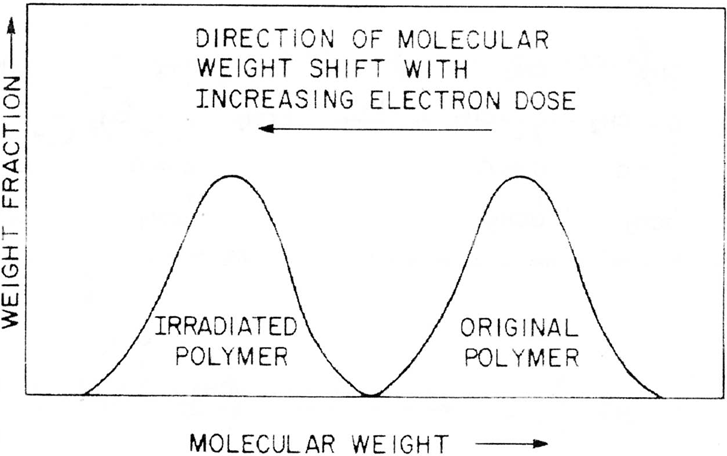 DIRECTION OF MOLECULAR
WEIGHT SHIFT WITH
INCREASING ELECTRON DOSE
WEIGHT FRACTION
IRRADIATED
POLYMER
ORIGINAL
POLYMER
MOLECULAR WEIGHT